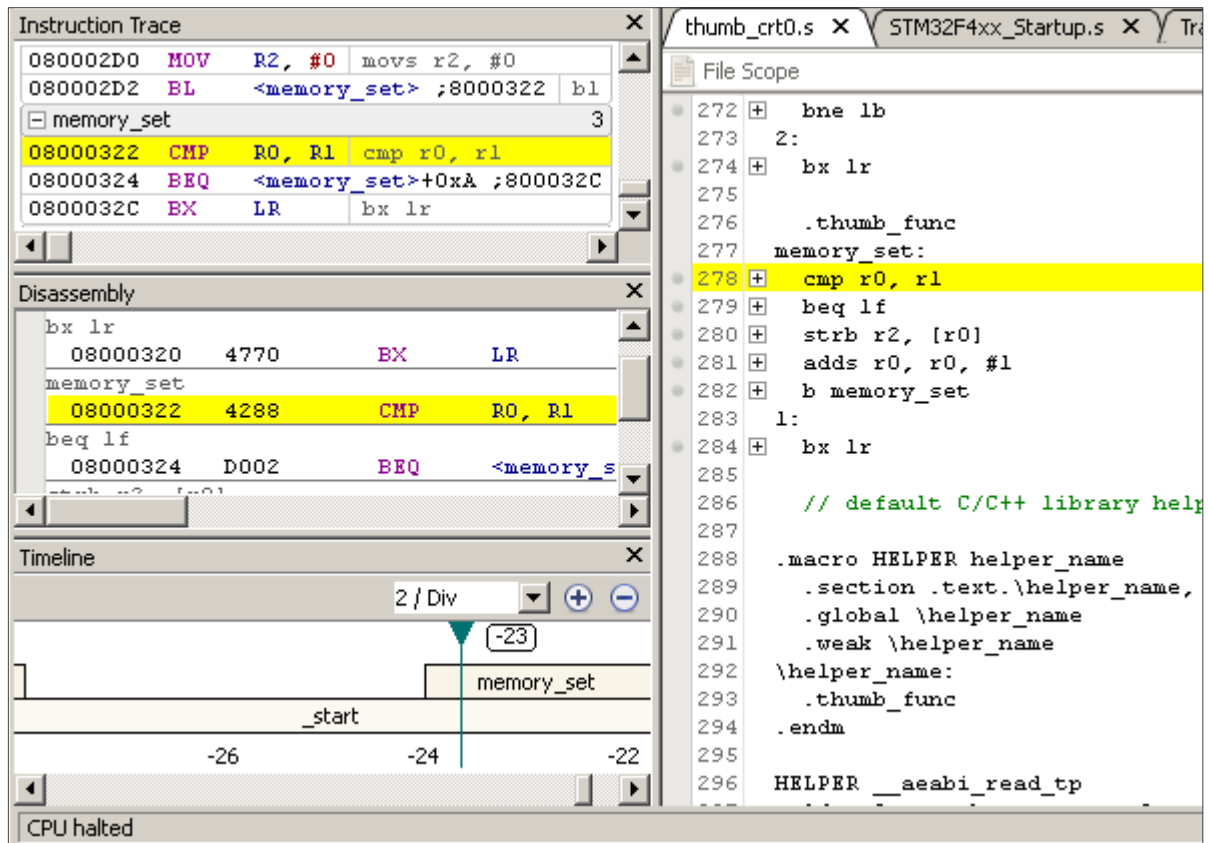 Instruction Trace
080002D0 MOV R2, #0 movs r2, #0
080002D2 BL <memory_set> ;8000322 bl
memory_set 3
08000322 CMP R0, R1 cmp r0, r1
08000324 BEQ <memory_set>+0xA ;800032C
0800032C BX LR bx lr
Disassembly
bx lr
08000320 4770 BX LR
memory_set
08000322 4288 CMP R0, R1
beq 1f
08000324 D002 BEQ <memory_s
strb r2, [r0]
Timeline
2 / Div
-23
memory_set
_start
-26 -24 -22
CPU halted
thumb_crt0.s STM32F4xx_Startup.s Tra
File Scope
272 bne 1b
273 2:
274 bx lr
275
276 .thumb_func
277 memory_set:
278 cmp r0, r1
279 beq 1f
280 strb r2, [r0]
281 adds r0, r0, #1
282 b memory_set
283 1:
284 bx lr
285
286 // default C/C++ library help
287
288 .macro HELPER helper_name
289 .section .text.\helper_name,
290 .global \helper_name
291 .weak \helper_name
292 \helper_name:
293 .thumb_func
294 .endm
295
296 HELPER __aeabi_read_tp